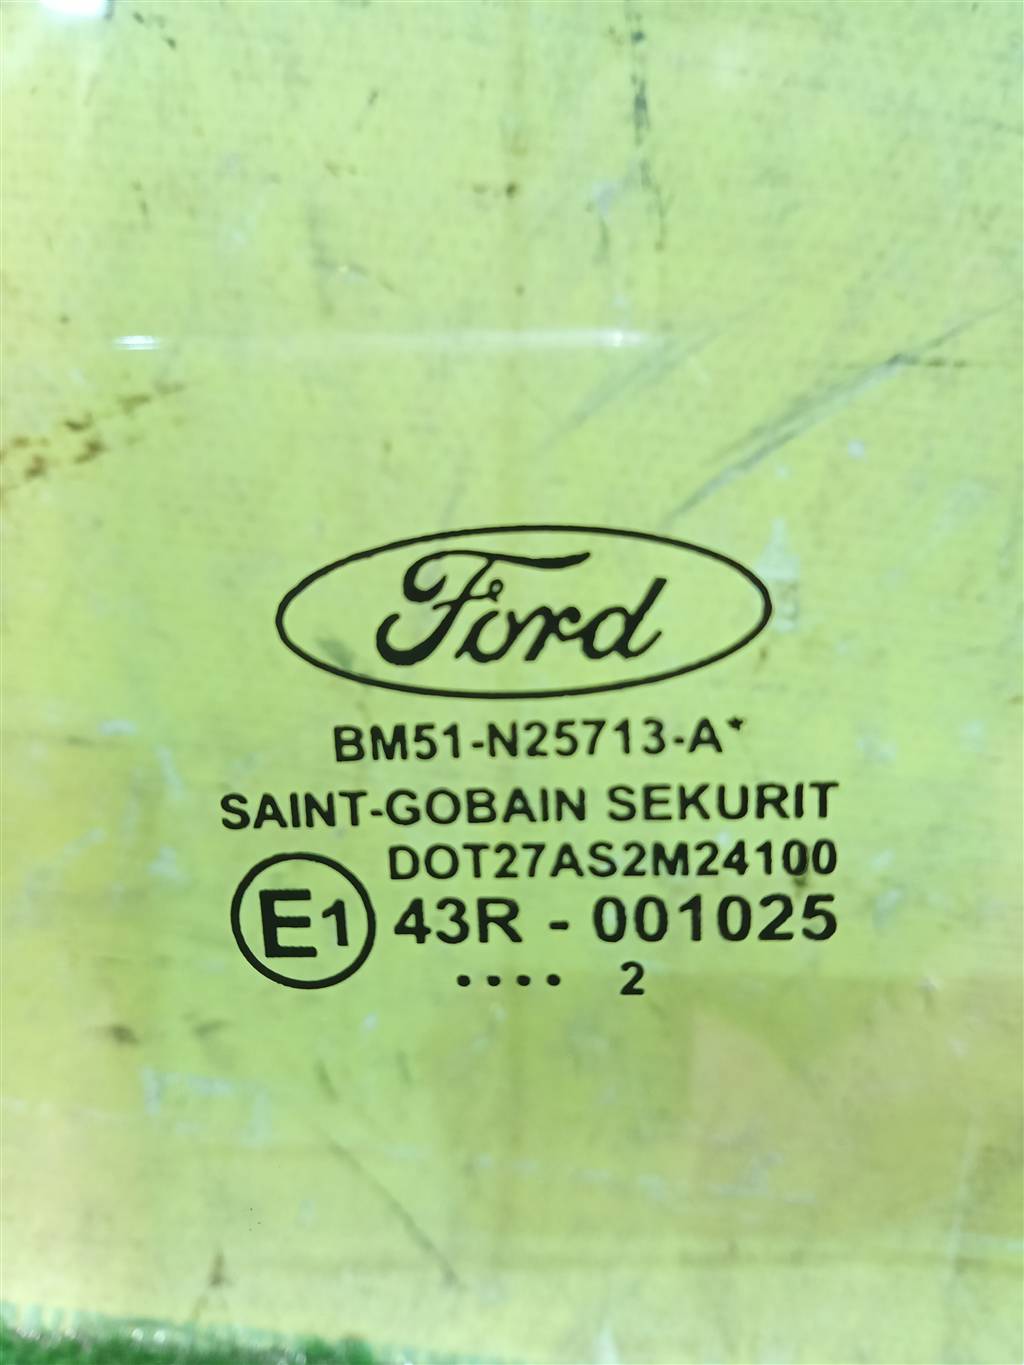 Ford
BM51-N25713-A*
SAINT-GOBAIN SEKURIT
DOT27AS2M24100
E1 43R - 001025
.... 2